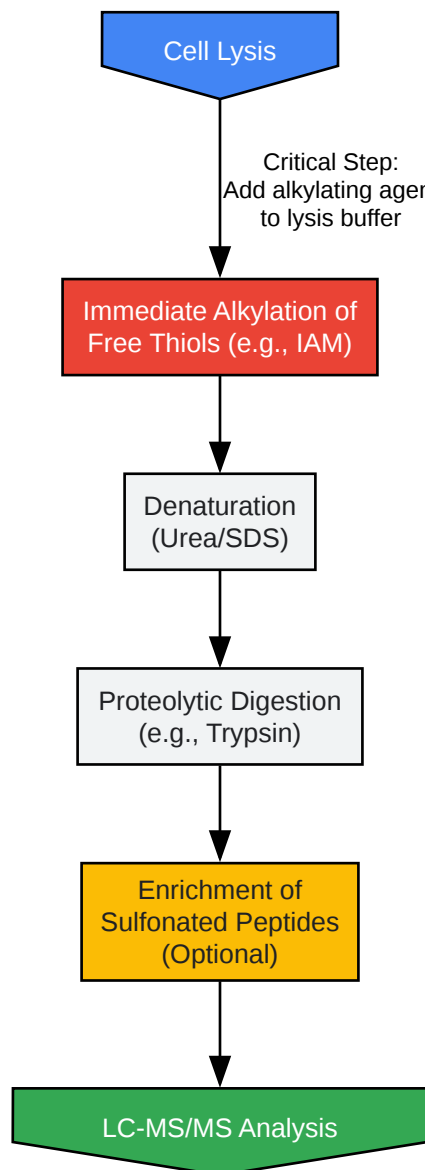 Cell Lysis
Critical Step:
Add alkylating agen
to lysis buffer
Immediate Alkylation of
Free Thiols (e.g., IAM)
Denaturation
(Urea/SDS)
Proteolytic Digestion
(e.g., Trypsin)
Enrichment of
Sulfonated Peptides
(Optional)
LC-MS/MS Analysis